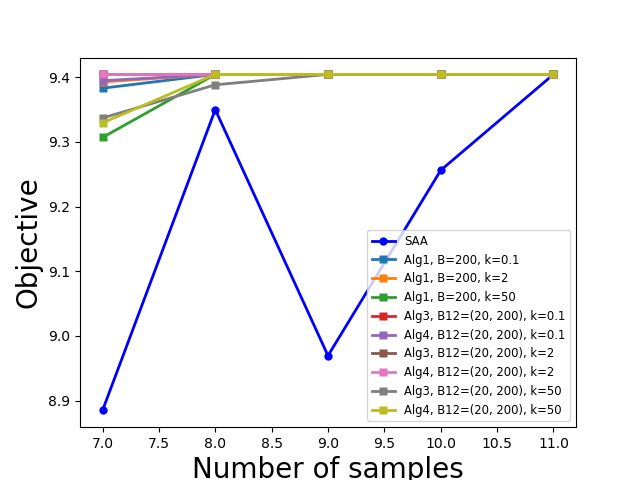 9.4
9.3
9.2
9.1
9.0
8.9
Objective
7.0 7.5 8.0 8.5 9.0 9.5 10.0 10.5 11.0
Number of samples
SAA
Alg1, B=200, k=0.1
Alg1, B=200, k=2
Alg1, B=200, k=50
Alg3, B12=(20, 200), k=0.1
Alg4, B12=(20, 200), k=0.1
Alg3, B12=(20, 200), k=2
Alg4, B12=(20, 200), k=2
Alg3, B12=(20, 200), k=50
Alg4, B12=(20, 200), k=50